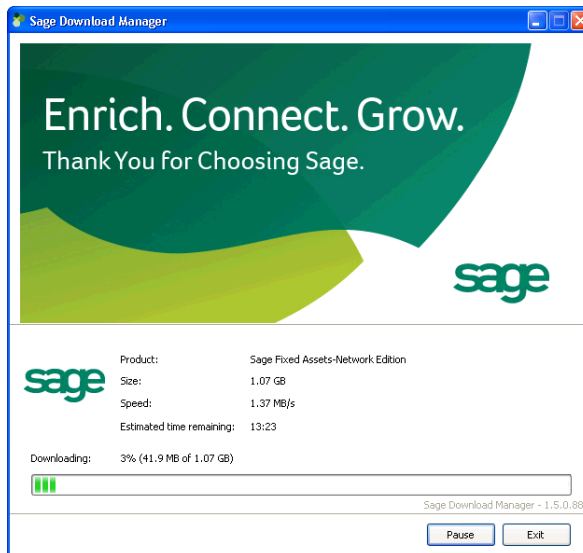 Sage Download Manager
Enrich. Connect. Grow.
Thank You for Choosing Sage.
sage
sage
Product: Sage Fixed Assets-Network Edition
Size: 1.07 GB
Speed: 1.37 MB/s
Estimated time remaining: 13:23
Downloading: 3% (41.9 MB of 1.07 GB)
Sage Download Manager - 1.5.0.88
Pause Exit